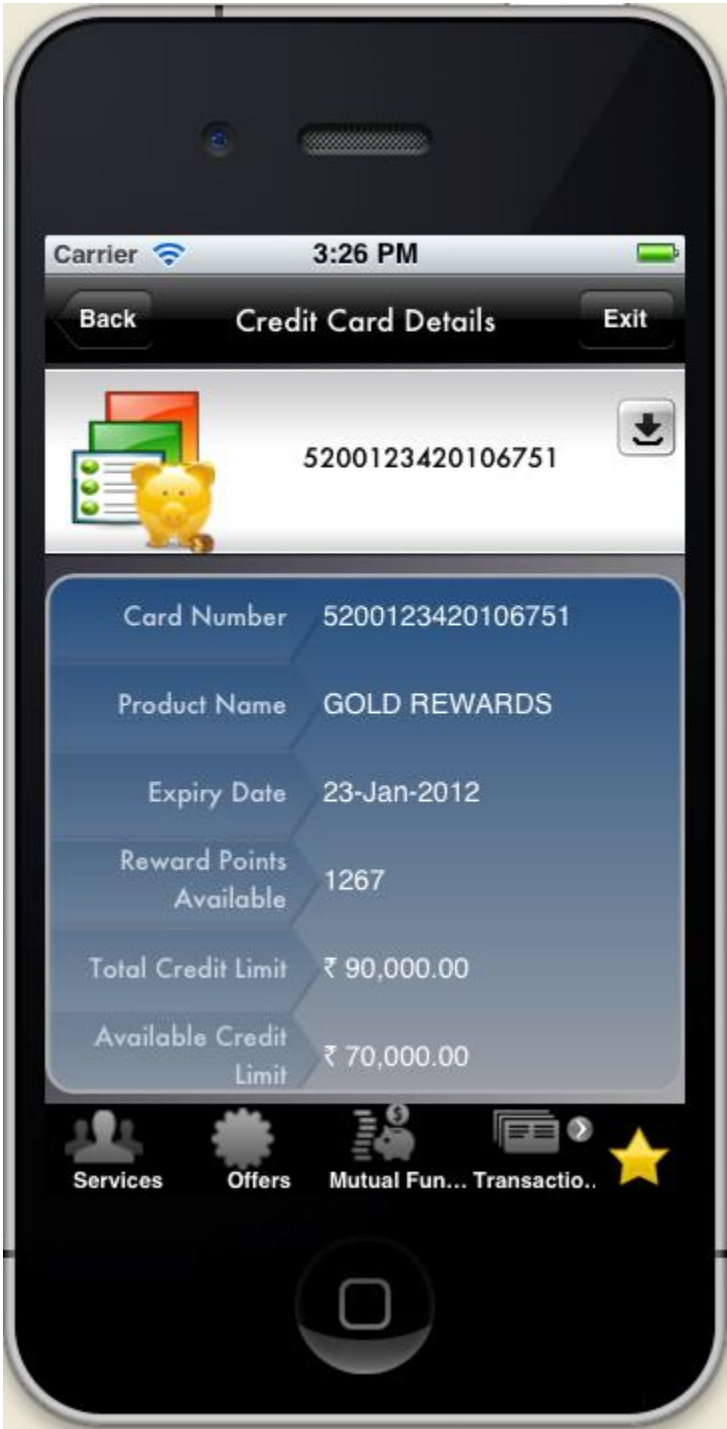 Carrier 3:26 PM
Back Credit Card Details Exit
5200123420106751
Card Number 5200123420106751
Product Name GOLD REWARDS
Expiry Date 23-Jan-2012
Reward Points
Available
1267
Total Credit Limit ₹ 90,000.00
Available Credit
Limit
₹ 70,000.00
Services Offers Mutual Fun... Transactio..